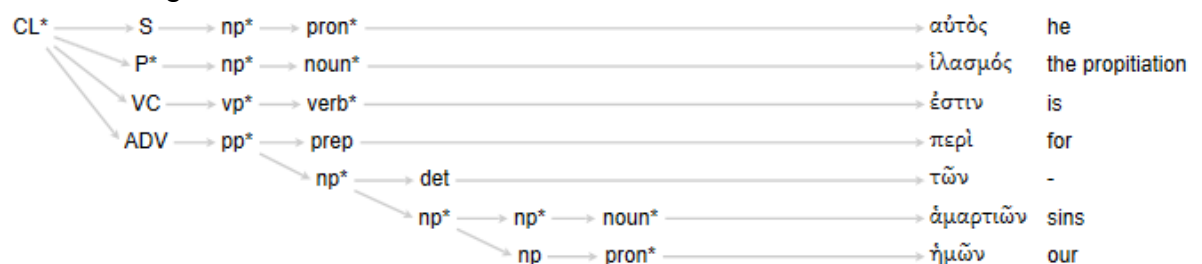 CL* S np* pron* αὐτὸς he
P* np* noun* ἱλασμός the propitiation
VC vp* verb* ἐστιν is
ADV pp* prep περὶ for
np* det τῶν -
np* np* noun* ἁμαρτιῶν sins
np pron* ἡμῶν our